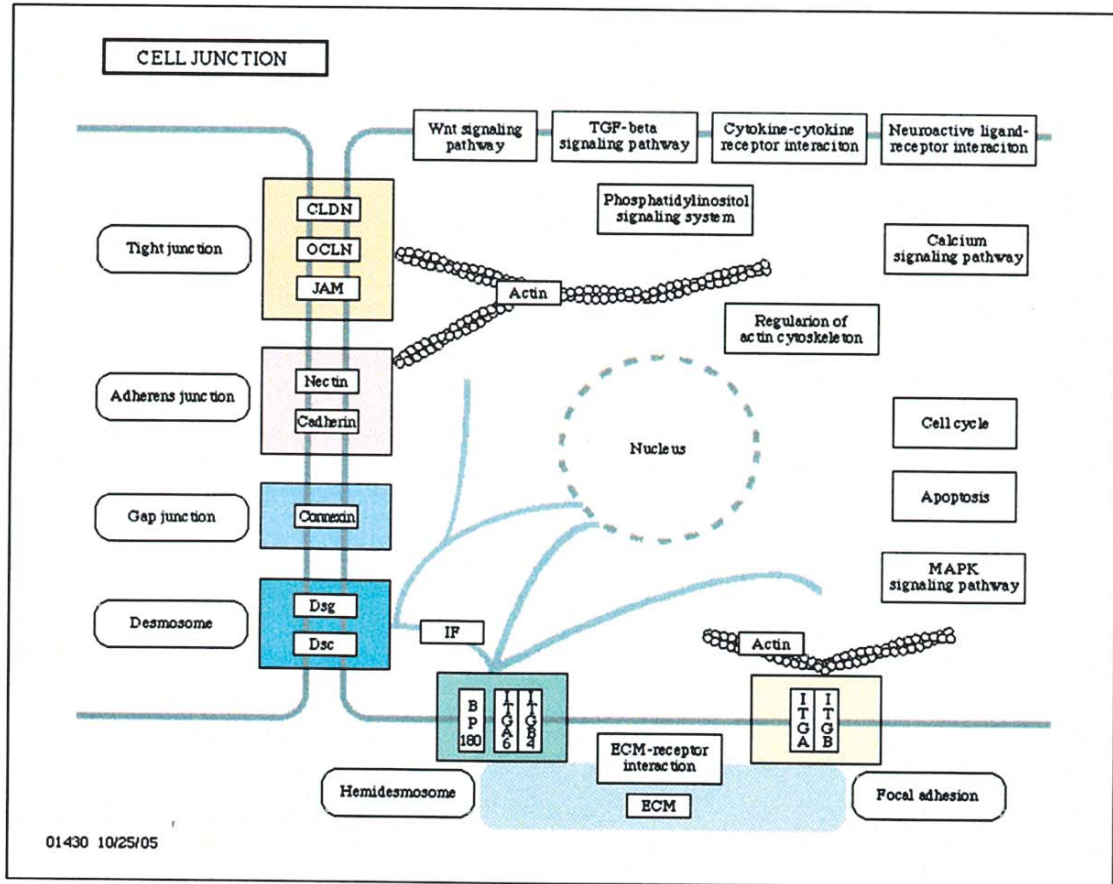 CELL JUNCTION
Wnt signaling
pathway
TGF-beta
signaling pathway
Cytokine-cytokine
receptor interaciton
Neuroactive ligand-
receptor interaciton
Phosphatidylinositol
signaling system
Calcium
signaling pathway
Tight junction
CLDN
OCLN
JAM
Actin
Regularion of
actin cytoskeleton
Adherens junction
Nectin
Cadherin
Nucleus
Cell cycle
Gap junction
Connexin
Apoptosis
MAPK
signaling pathway
Desmosome
Dsg
Dsc
IF
Actin
BP180
ITGA6
ITGB4
ITGA
ITGB
ECM-receptor
interaction
Hemidesmosome
ECM
Focal adhesion
01430 10/25/05